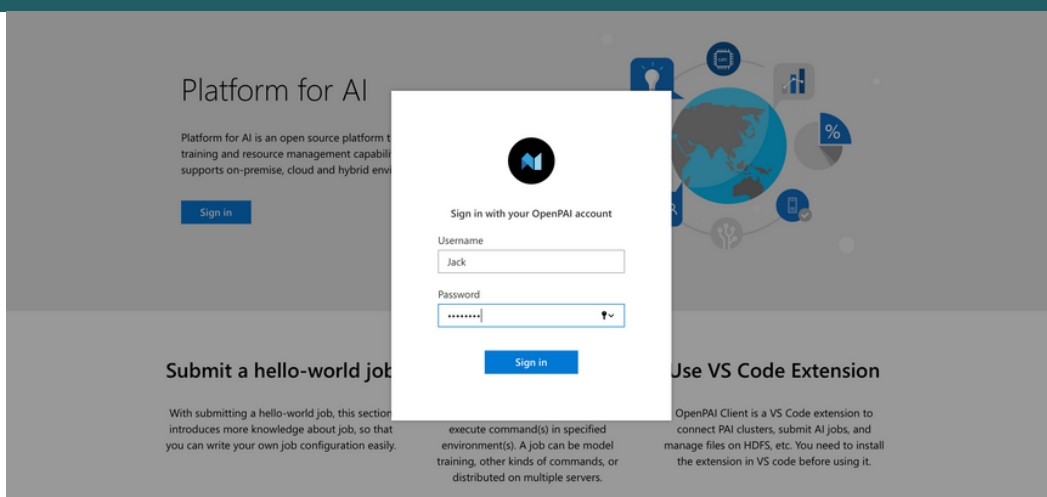 Platform for AI
Platform for AI is an open source platform t
training and resource management capabili
supports on-premise, cloud and hybrid envi
Sign in
%
Sign in with your OpenPAI account
Username
Jack
Password
••••••••
Sign in
Submit a hello-world job
With submitting a hello-world job, this section
introduces more knowledge about job, so that
you can write your own job configuration easily.
execute command(s) in specified
environment(s). A job can be model
training, other kinds of commands, or
distributed on multiple servers.
Use VS Code Extension
OpenPAI Client is a VS Code extension to
connect PAI clusters, submit AI jobs, and
manage files on HDFS, etc. You need to install
the extension in VS code before using it.